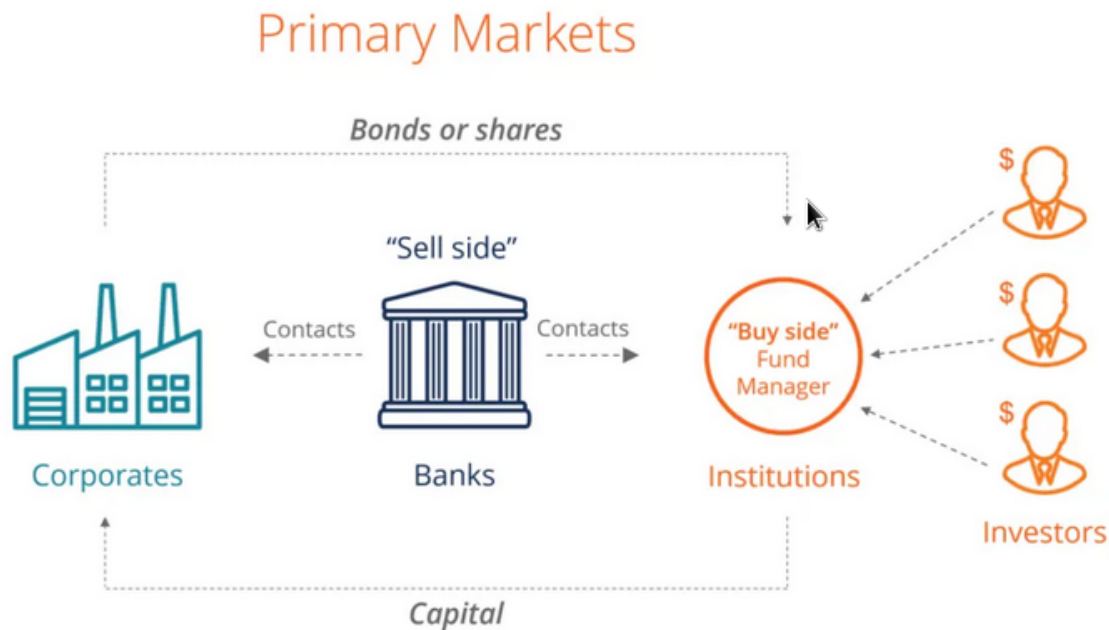 Primary Markets
Bonds or shares
“Sell side”
$
$
$
Contacts
Contacts
“Buy side”
Fund
Manager
Corporates
Banks
Institutions
Investors
Capital